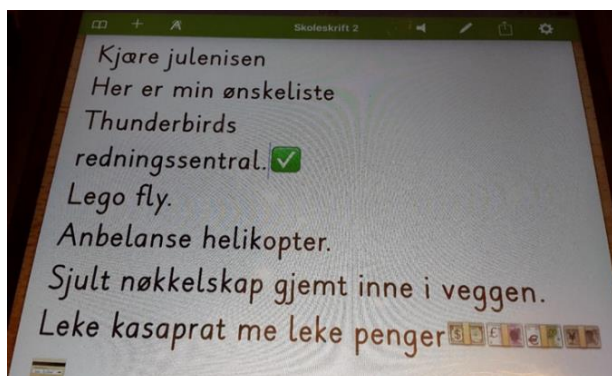 Skoleskrift 2
Kjære julenisen
Her er min ønskeliste
Thunderbirds
redningssentral.✅
Lego fly.
Anbelanse helikopter.
Sjult nøkkelskap gjemt inne i veggen.
Leke kasaprat me leke penger💵💷💶💴